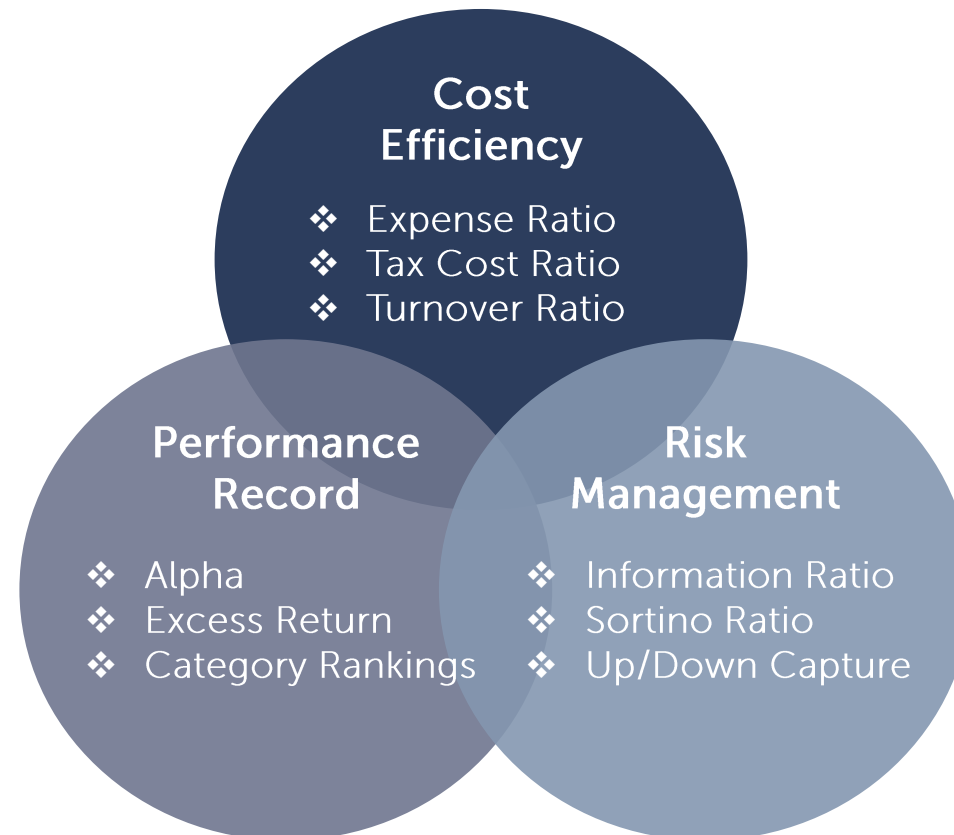 Cost
Efficiency
❖ Expense Ratio
❖ Tax Cost Ratio
❖ Turnover Ratio
Performance
Record
❖ Alpha
❖ Excess Return
❖ Category Rankings
Risk
Management
❖ Information Ratio
❖ Sortino Ratio
❖ Up/Down Capture